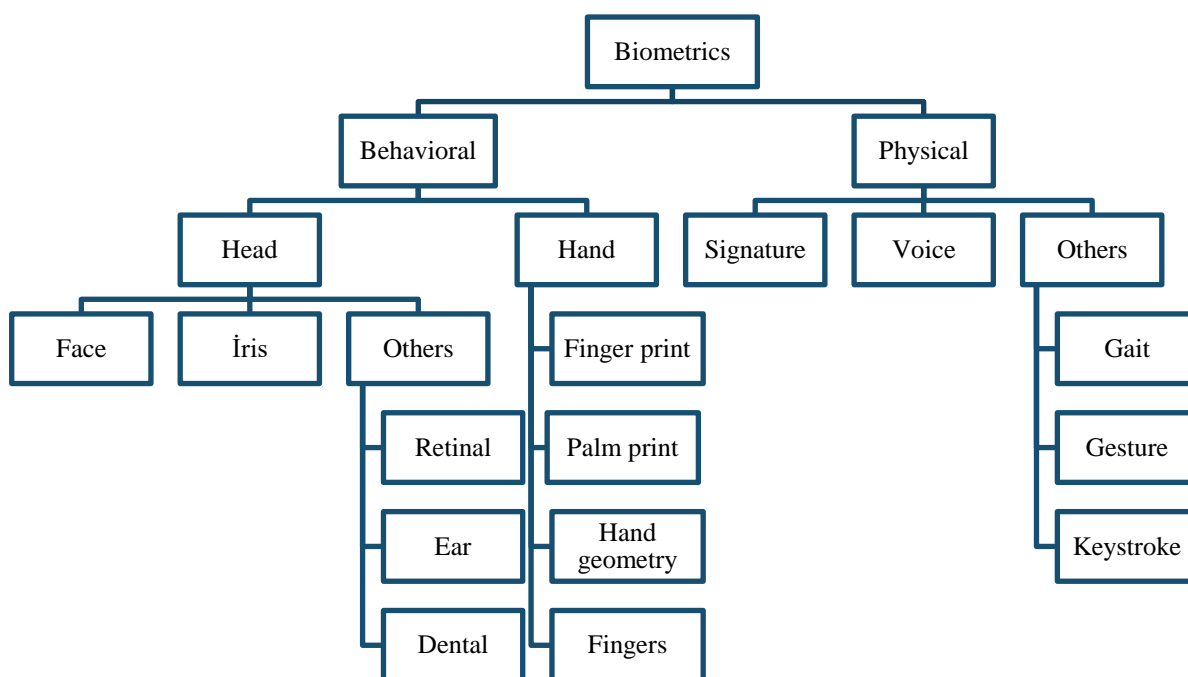 Biometrics
Behavioral
Physical
Head
Hand
Signature
Voice
Others
Face
İris
Others
Finger print
Gait
Retinal
Palm print
Gesture
Ear
Hand
geometry
Keystroke
Dental
Fingers